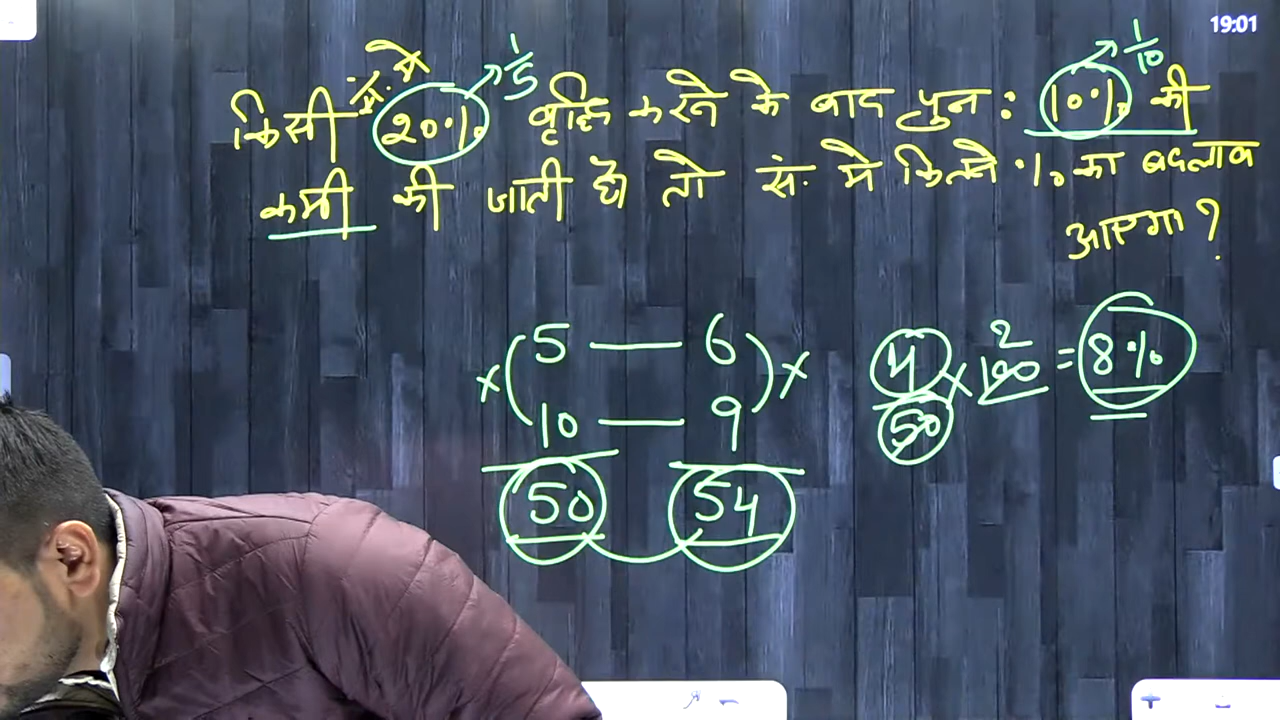 19:01
किसी सं. में 20% वृद्धि करने के बाद पुन: 10% की
कमी की जाती है तो सं. में कितने % का बदलाव
आएगा ?
1/5
1/10
5 — 6
10 — 9
50 54
4/50 × 100 = 8%
2